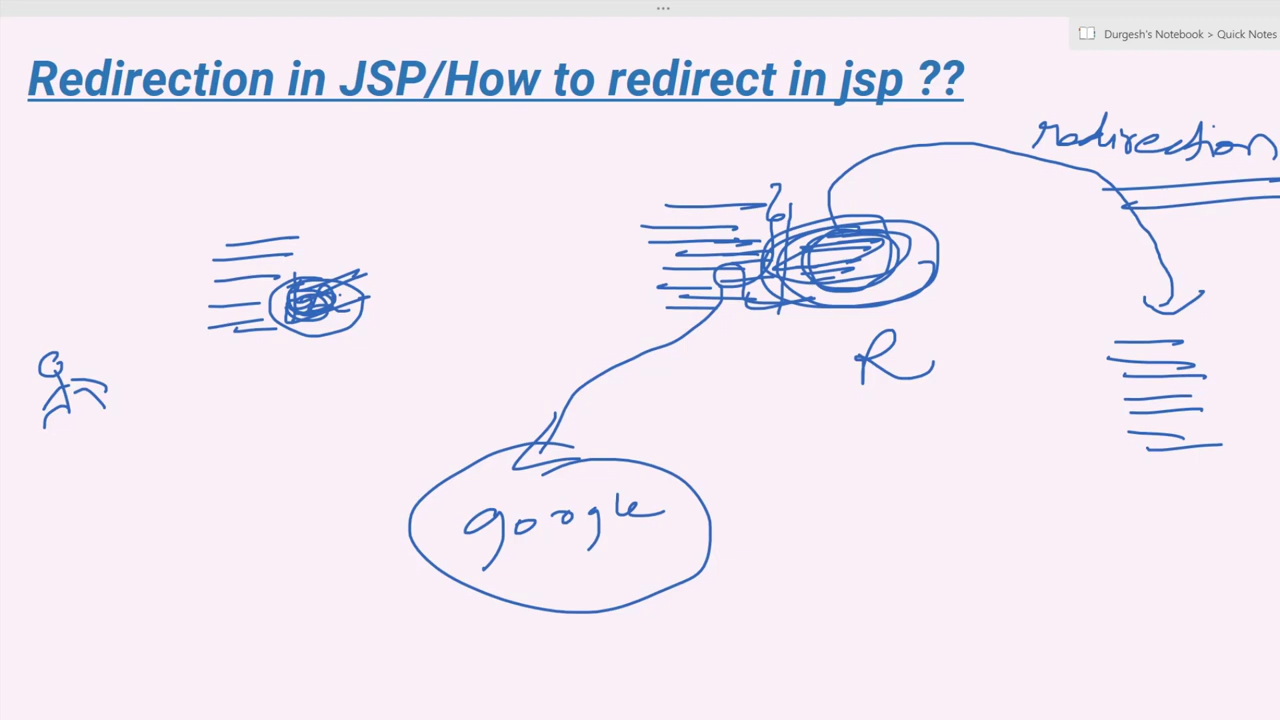 Durgesh's Notebook > Quick Notes
Redirection in JSP/How to redirect in jsp ??
redirection
R
google